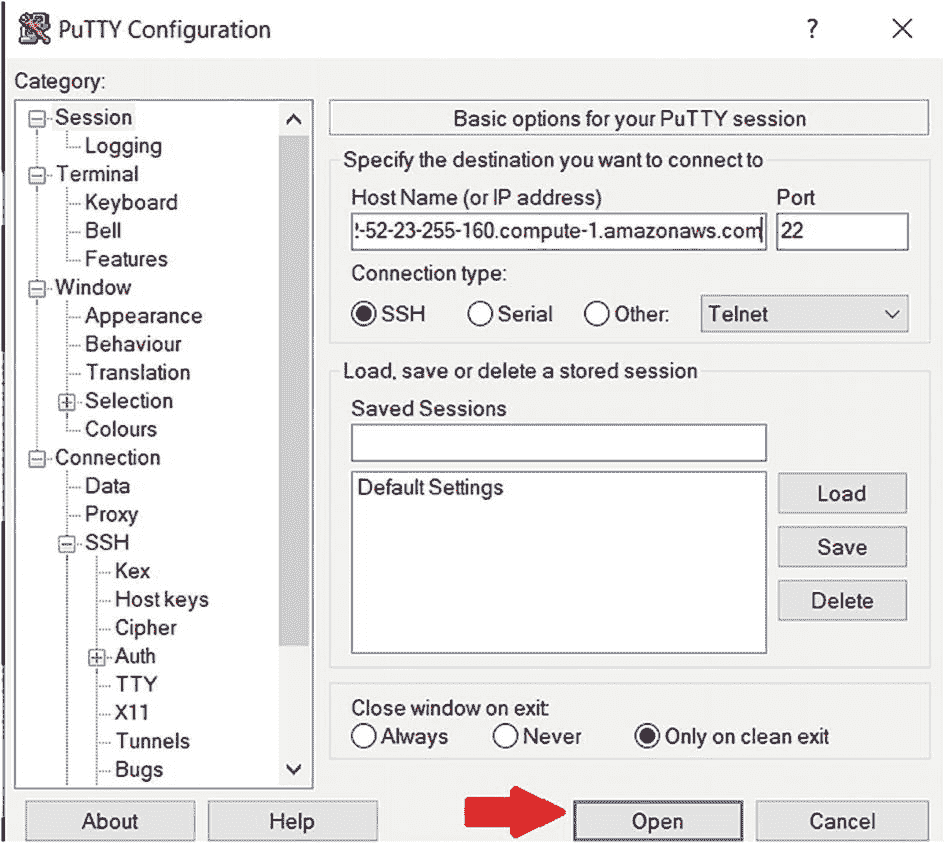 PuTTY Configuration ?
Category:
Session
Logging
Terminal
Keyboard
Bell
Features
Window
Appearance
Behaviour
Translation
Selection
Colours
Connection
Data
Proxy
SSH
Kex
Host keys
Cipher
Auth
TTY
X11
Tunnels
Bugs
Basic options for your PuTTY session
Specify the destination you want to connect to
Host Name (or IP address) Port
-52-23-255-160.compute-1.amazonaws.com 22
Connection type:
SSH Serial Other: Telnet
Load, save or delete a stored session
Saved Sessions
Default Settings
Load
Save
Delete
Close window on exit:
Always Never Only on clean exit
About Help Open Cancel